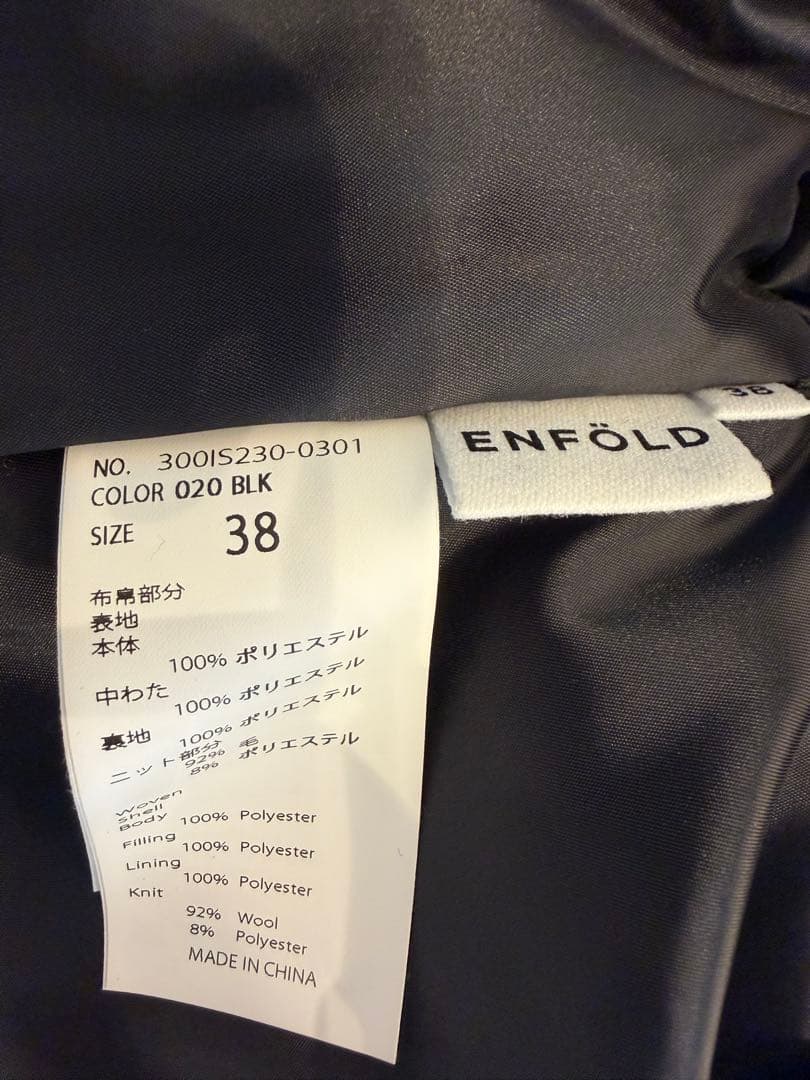 NO. 300IS230-0301
COLOR 020 BLK
SIZE 38
布帛部分
表地
本体
100% ポリエステル
中わた
100% ポリエステル
裏地
100% ポリエステル
ニット部分
92% 毛
8% ポリエステル
Woven
Shell
Body 100% Polyester
Filling
100% Polyester
Lining
100% Polyester
Knit
92% Wool
8% Polyester
MADE IN CHINA
ENFÖLD
38